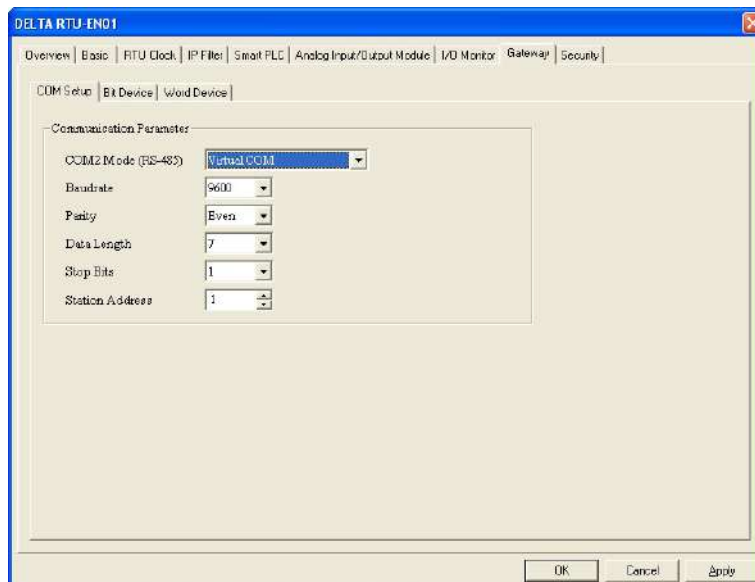 DELTA RTU-EN01
Overview Basic RTU Clock IP Filter Smart PLC Analog Input/Output Module I/O Monitor Gateway Security
COM Setup Bit Device Word Device
Communication Parameter
COM2 Mode (RS-485) Virtual COM
Baudrate 9600
Parity Even
Data Length 7
Stop Bits 1
Station Address 1
OK Cancel Apply